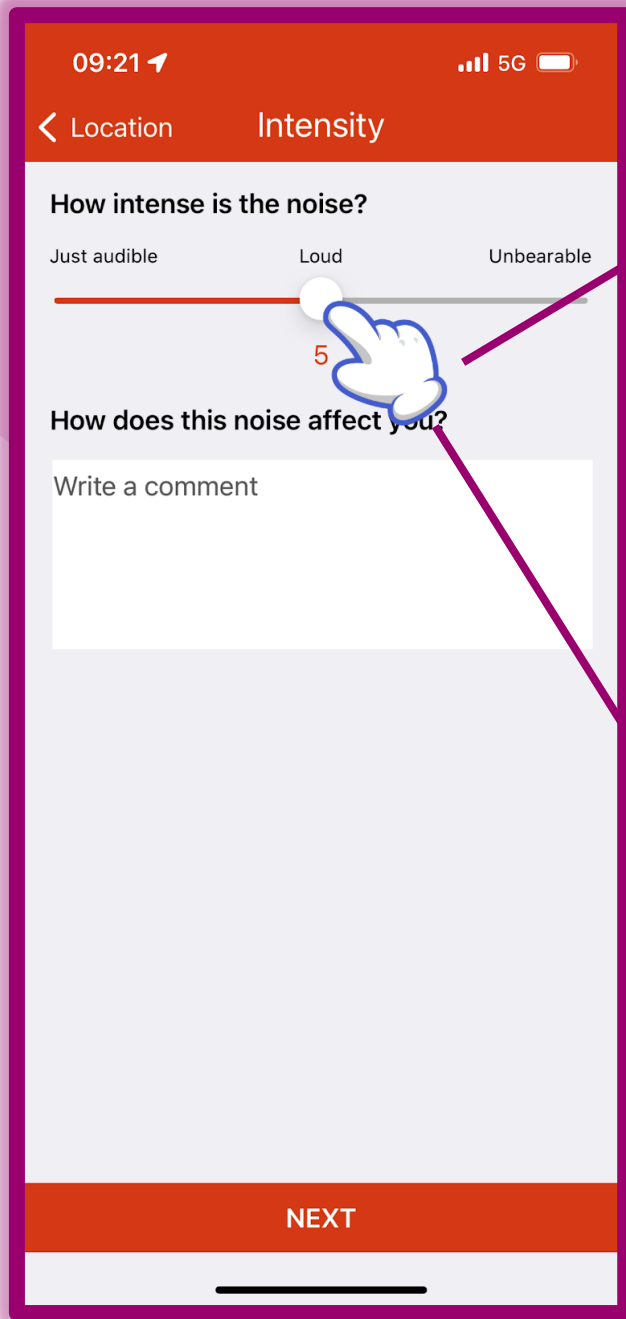 09:21 5G
Location Intensity
How intense is the noise?
Just audible Loud Unbearable
5
How does this noise affect you?
Write a comment
NEXT